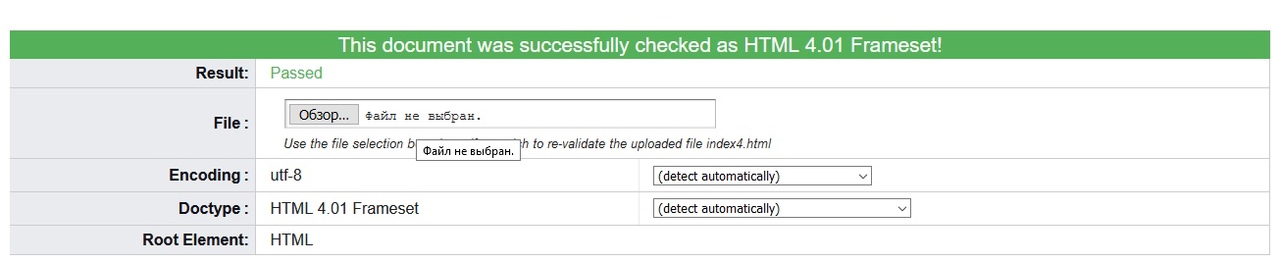 This document was successfully checked as HTML 4.01 Frameset!
Result: Passed
File : Обзор... Файл не выбран.
Use the file selection to re-validate the uploaded file index4.html
Файл не выбран.
Encoding : utf-8 (detect automatically)
Doctype : HTML 4.01 Frameset (detect automatically)
Root Element: HTML